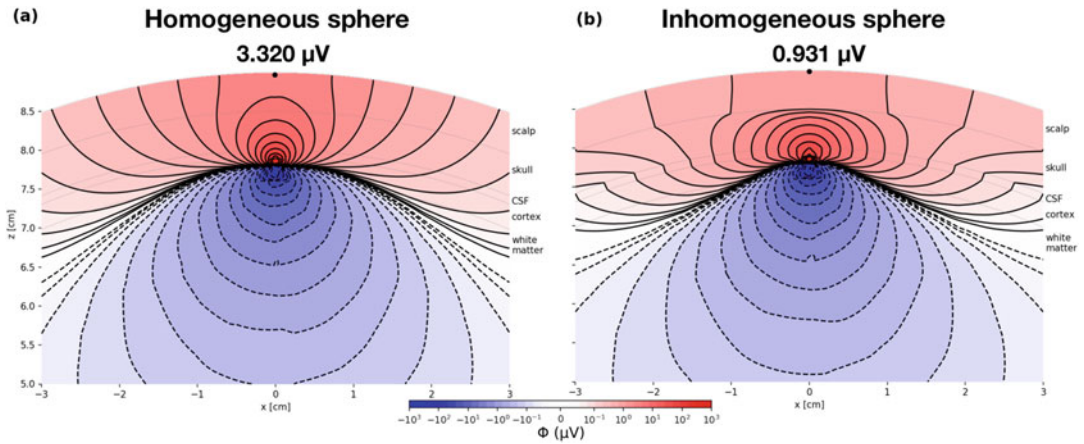 (a) Homogeneous sphere
3.320 μV
8.5
8.0
7.5
7.0
6.5
6.0
5.5
5.0
z [cm]
scalp
skull
CSF
cortex
white
matter
−3 −2 −1 0 1 2 3
x [cm]
(b) Inhomogeneous sphere
0.931 μV
scalp
skull
CSF
cortex
white
matter
−3 −2 −1 0 1 2 3
x [cm]
−10³ −10² −10¹ −10⁰ −10⁻¹ 0 10⁻¹ 10⁰ 10¹ 10² 10³
Φ (μV)